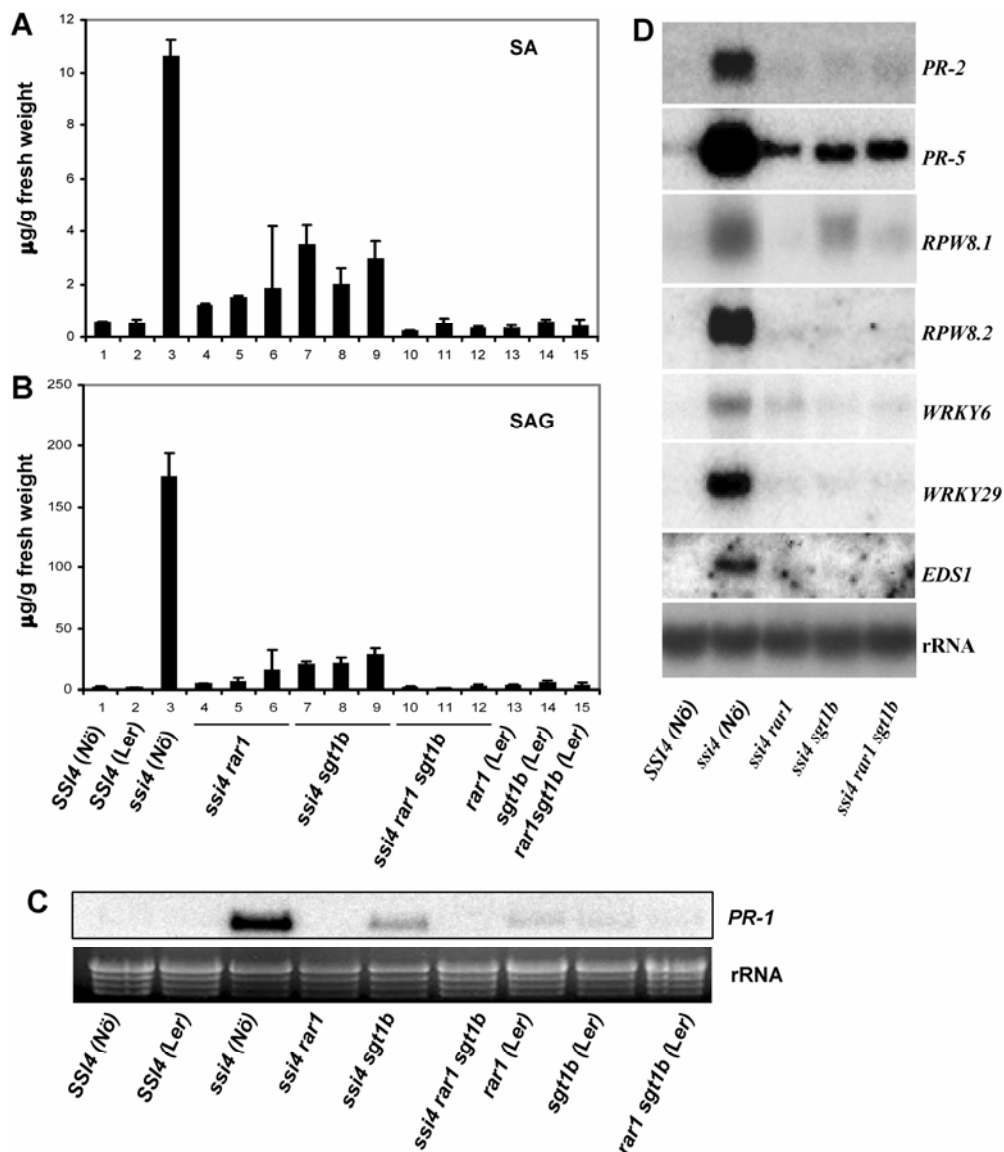 A
SA
µg/g fresh weight
12
10
8
6
4
2
0
1 2 3 4 5 6 7 8 9 10 11 12 13 14 15
B
SAG
µg/g fresh weight
250
200
150
100
50
0
1 2 3 4 5 6 7 8 9 10 11 12 13 14 15
SSI4 (Nö)
SSI4 (Ler)
ssi4 (Nö)
ssi4 rar1
ssi4 sgt1b
ssi4 rar1 sgt1b
rar1 (Ler)
sgt1b (Ler)
rar1sgt1b (Ler)
C
PR-1
rRNA
SSI4 (Nö)
SSI4 (Ler)
ssi4 (Nö)
ssi4 rar1
ssi4 sgt1b
ssi4 rar1 sgt1b
rar1 (Ler)
sgt1b (Ler)
rar1 sgt1b (Ler)
D
PR-2
PR-5
RPW8.1
RPW8.2
WRKY6
WRKY29
EDS1
rRNA
SSI4 (Nö)
ssi4 (Nö)
ssi4 rar1
ssi4 sgt1b
ssi4 rar1 sgt1b